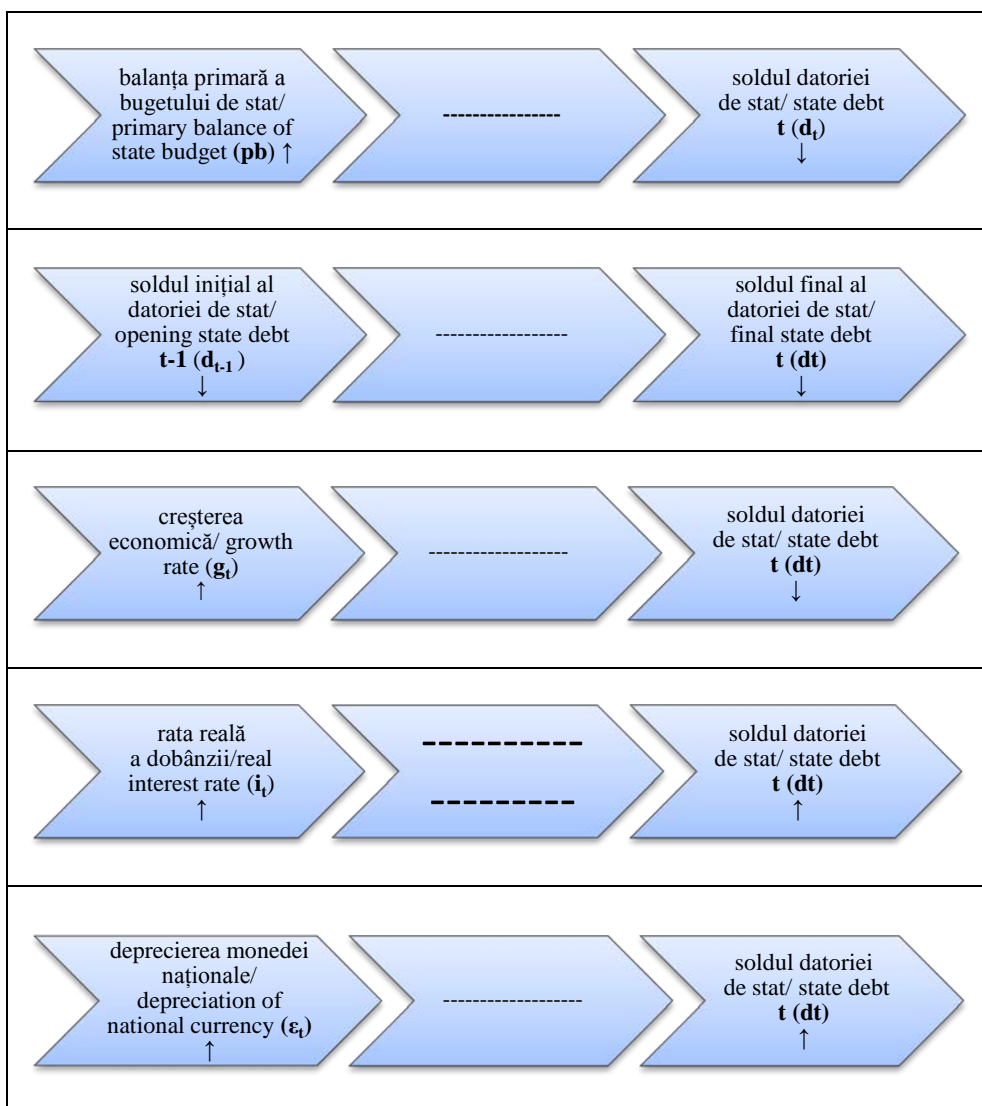 balanța primară a
bugetului de stat/
primary balance of
state budget (pb) ↑
----------------
soldul datoriei
de stat/ state debt
t (dt)
↓
soldul inițial al
datoriei de stat/
opening state debt
t-1 (dt-1 )
↓
------------------
soldul final al
datoriei de stat/
final state debt
t (dt)
↓
creșterea
economică/ growth
rate (gt)
↑
-------------------
soldul datoriei
de stat/ state debt
t (dt)
↓
rata reală
a dobânzii/real
interest rate (it)
↑
----------
---------
soldul datoriei
de stat/ state debt
t (dt)
↑
deprecierea monedei
naționale/
depreciation of
national currency (εt)
↑
-------------------
soldul datoriei
de stat/ state debt
t (dt)
↑